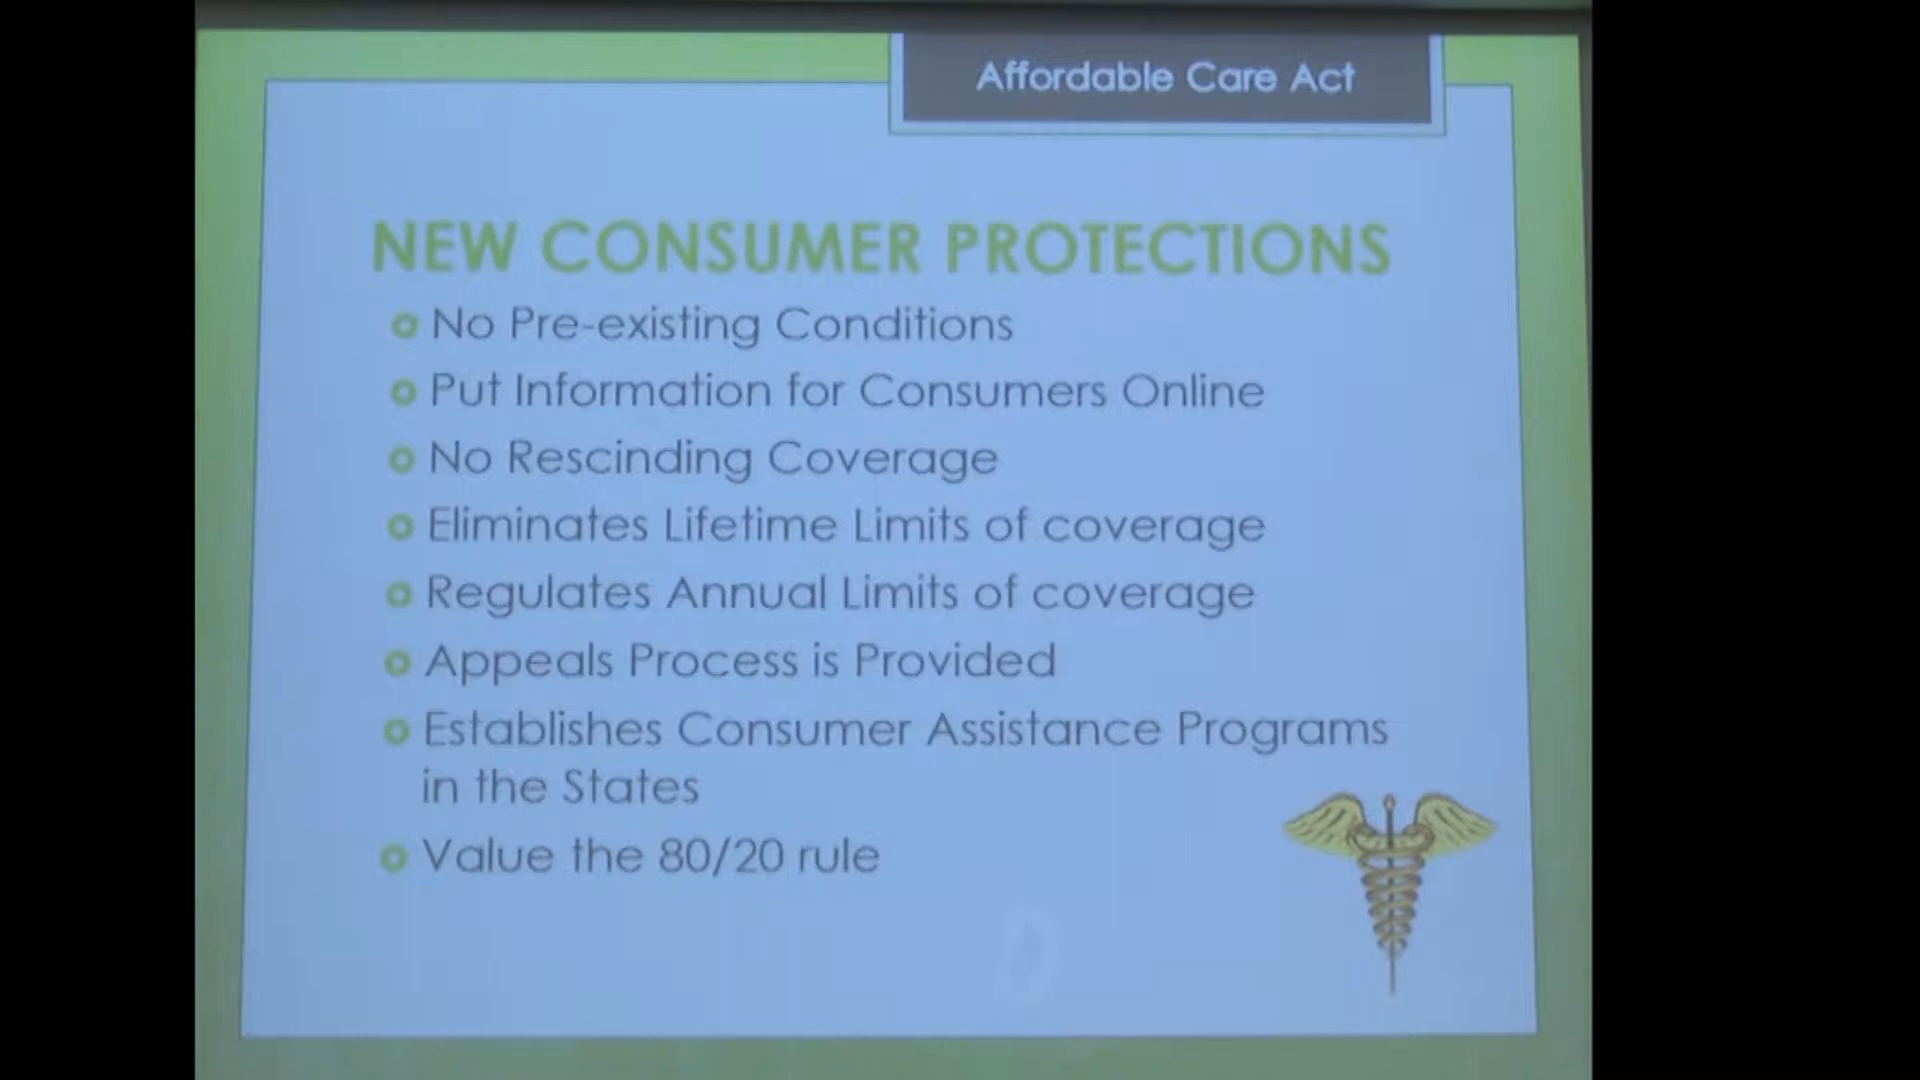 Affordable Care Act
NEW CONSUMER PROTECTIONS
No Pre-existing Conditions
Put Information for Consumers Online
No Rescinding Coverage
Eliminates Lifetime Limits of coverage
Regulates Annual Limits of coverage
Appeals Process is Provided
Establishes Consumer Assistance Programs
in the States
Value the 80/20 rule